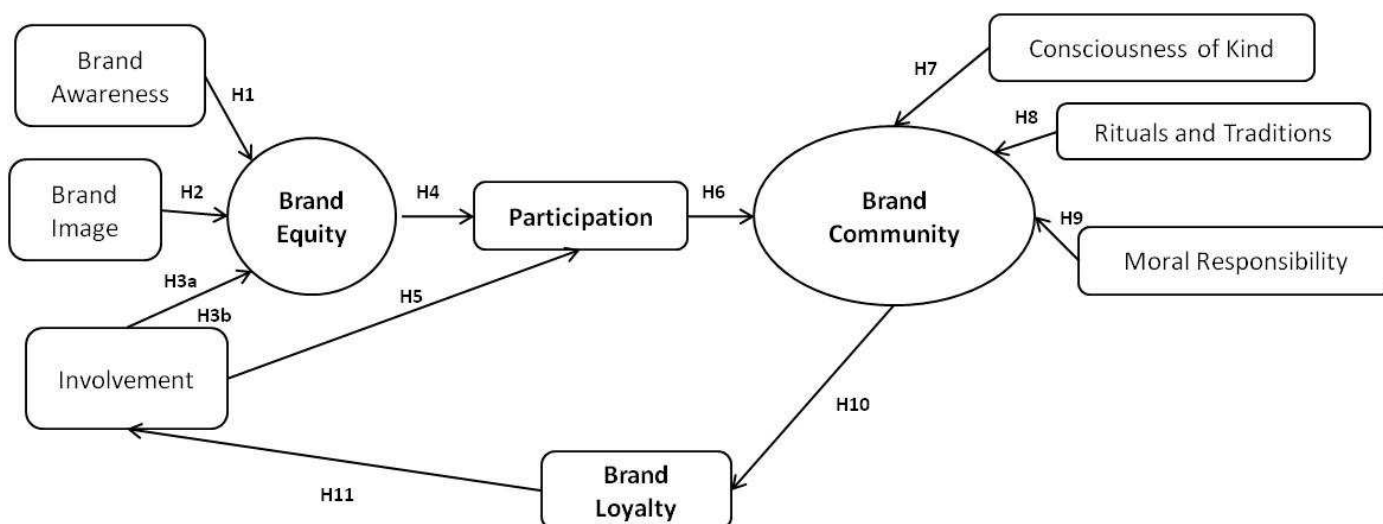 Brand
Awareness
H1
Brand
Image
H2
H3a
H3b
Involvement
Brand
Equity
H4
H5
Participation
H6
Brand
Community
H7
Consciousness of Kind
H8
Rituals and Traditions
H9
Moral Responsibility
H10
Brand
Loyalty
H11